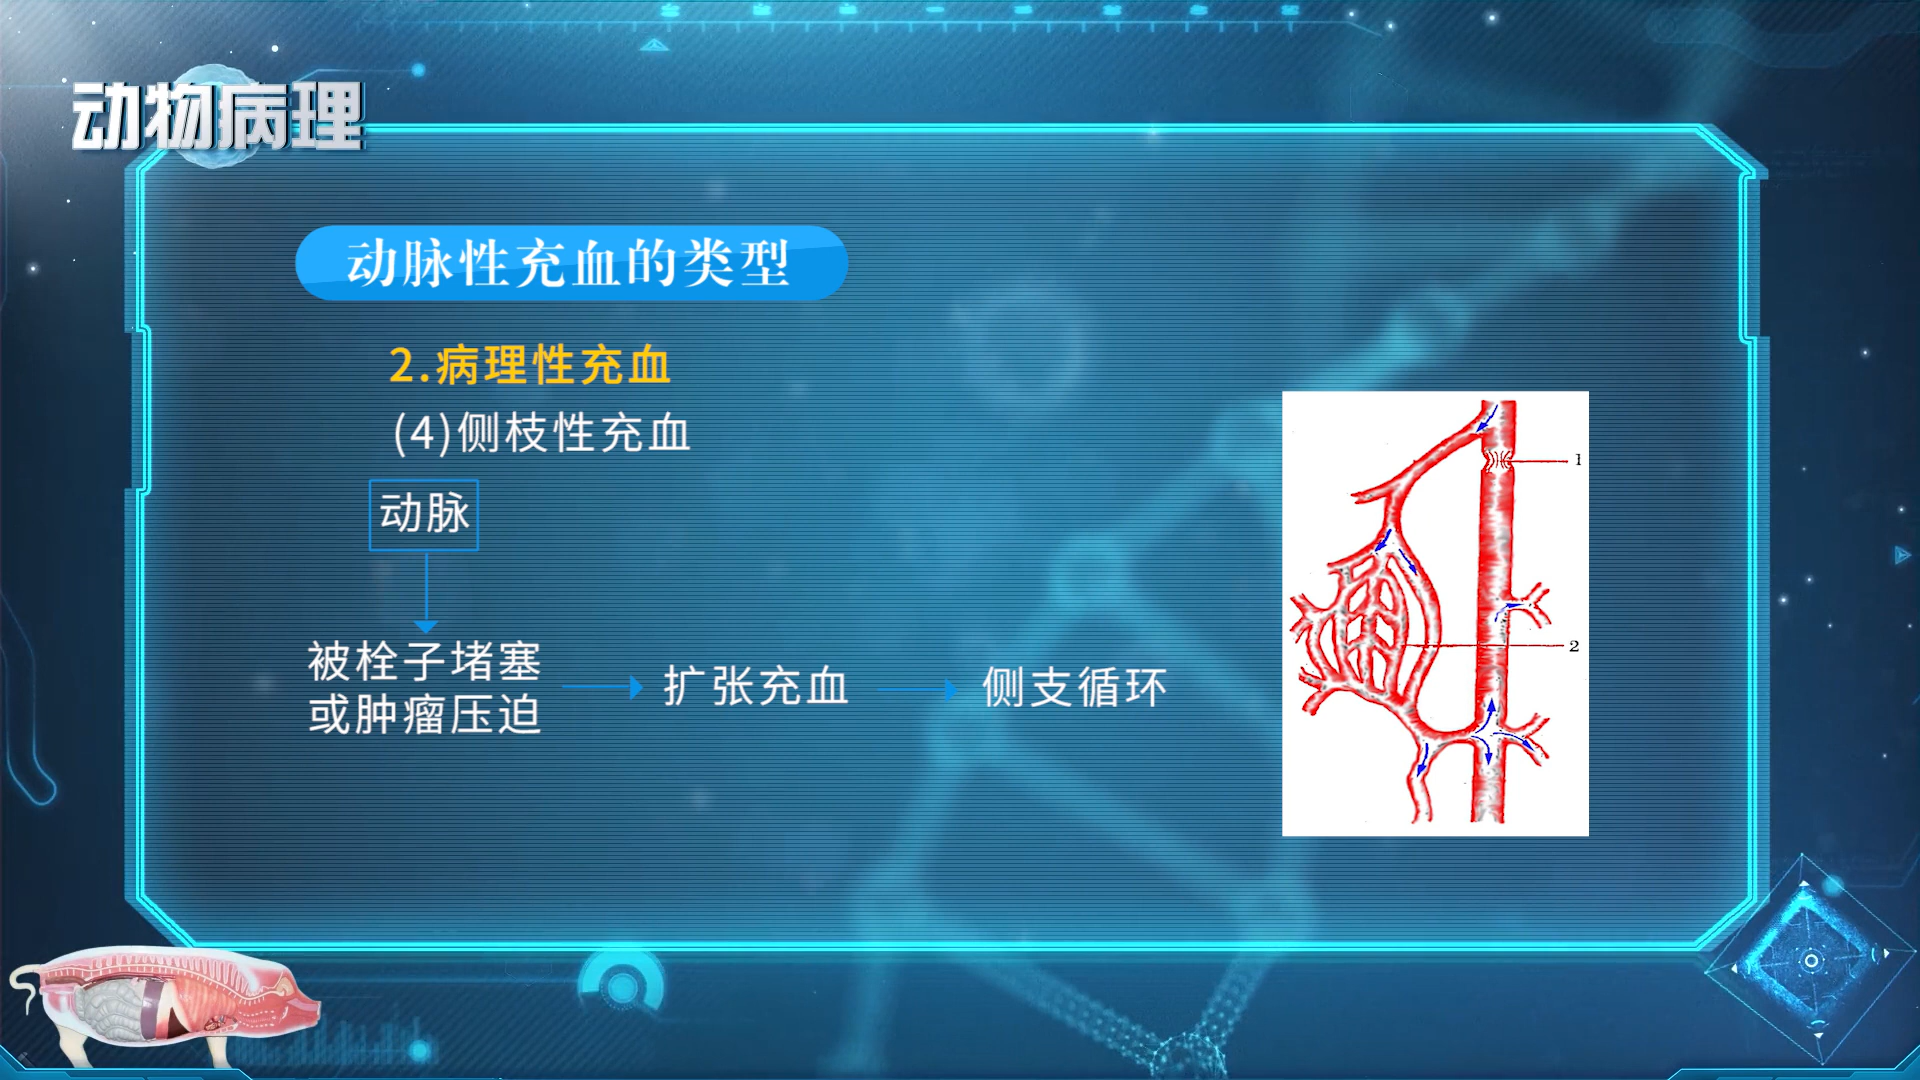 动物病理
动脉性充血的类型
2.病理性充血
(4)侧枝性充血
动脉
被栓子堵塞
或肿瘤压迫
扩张充血
侧支循环
1
2